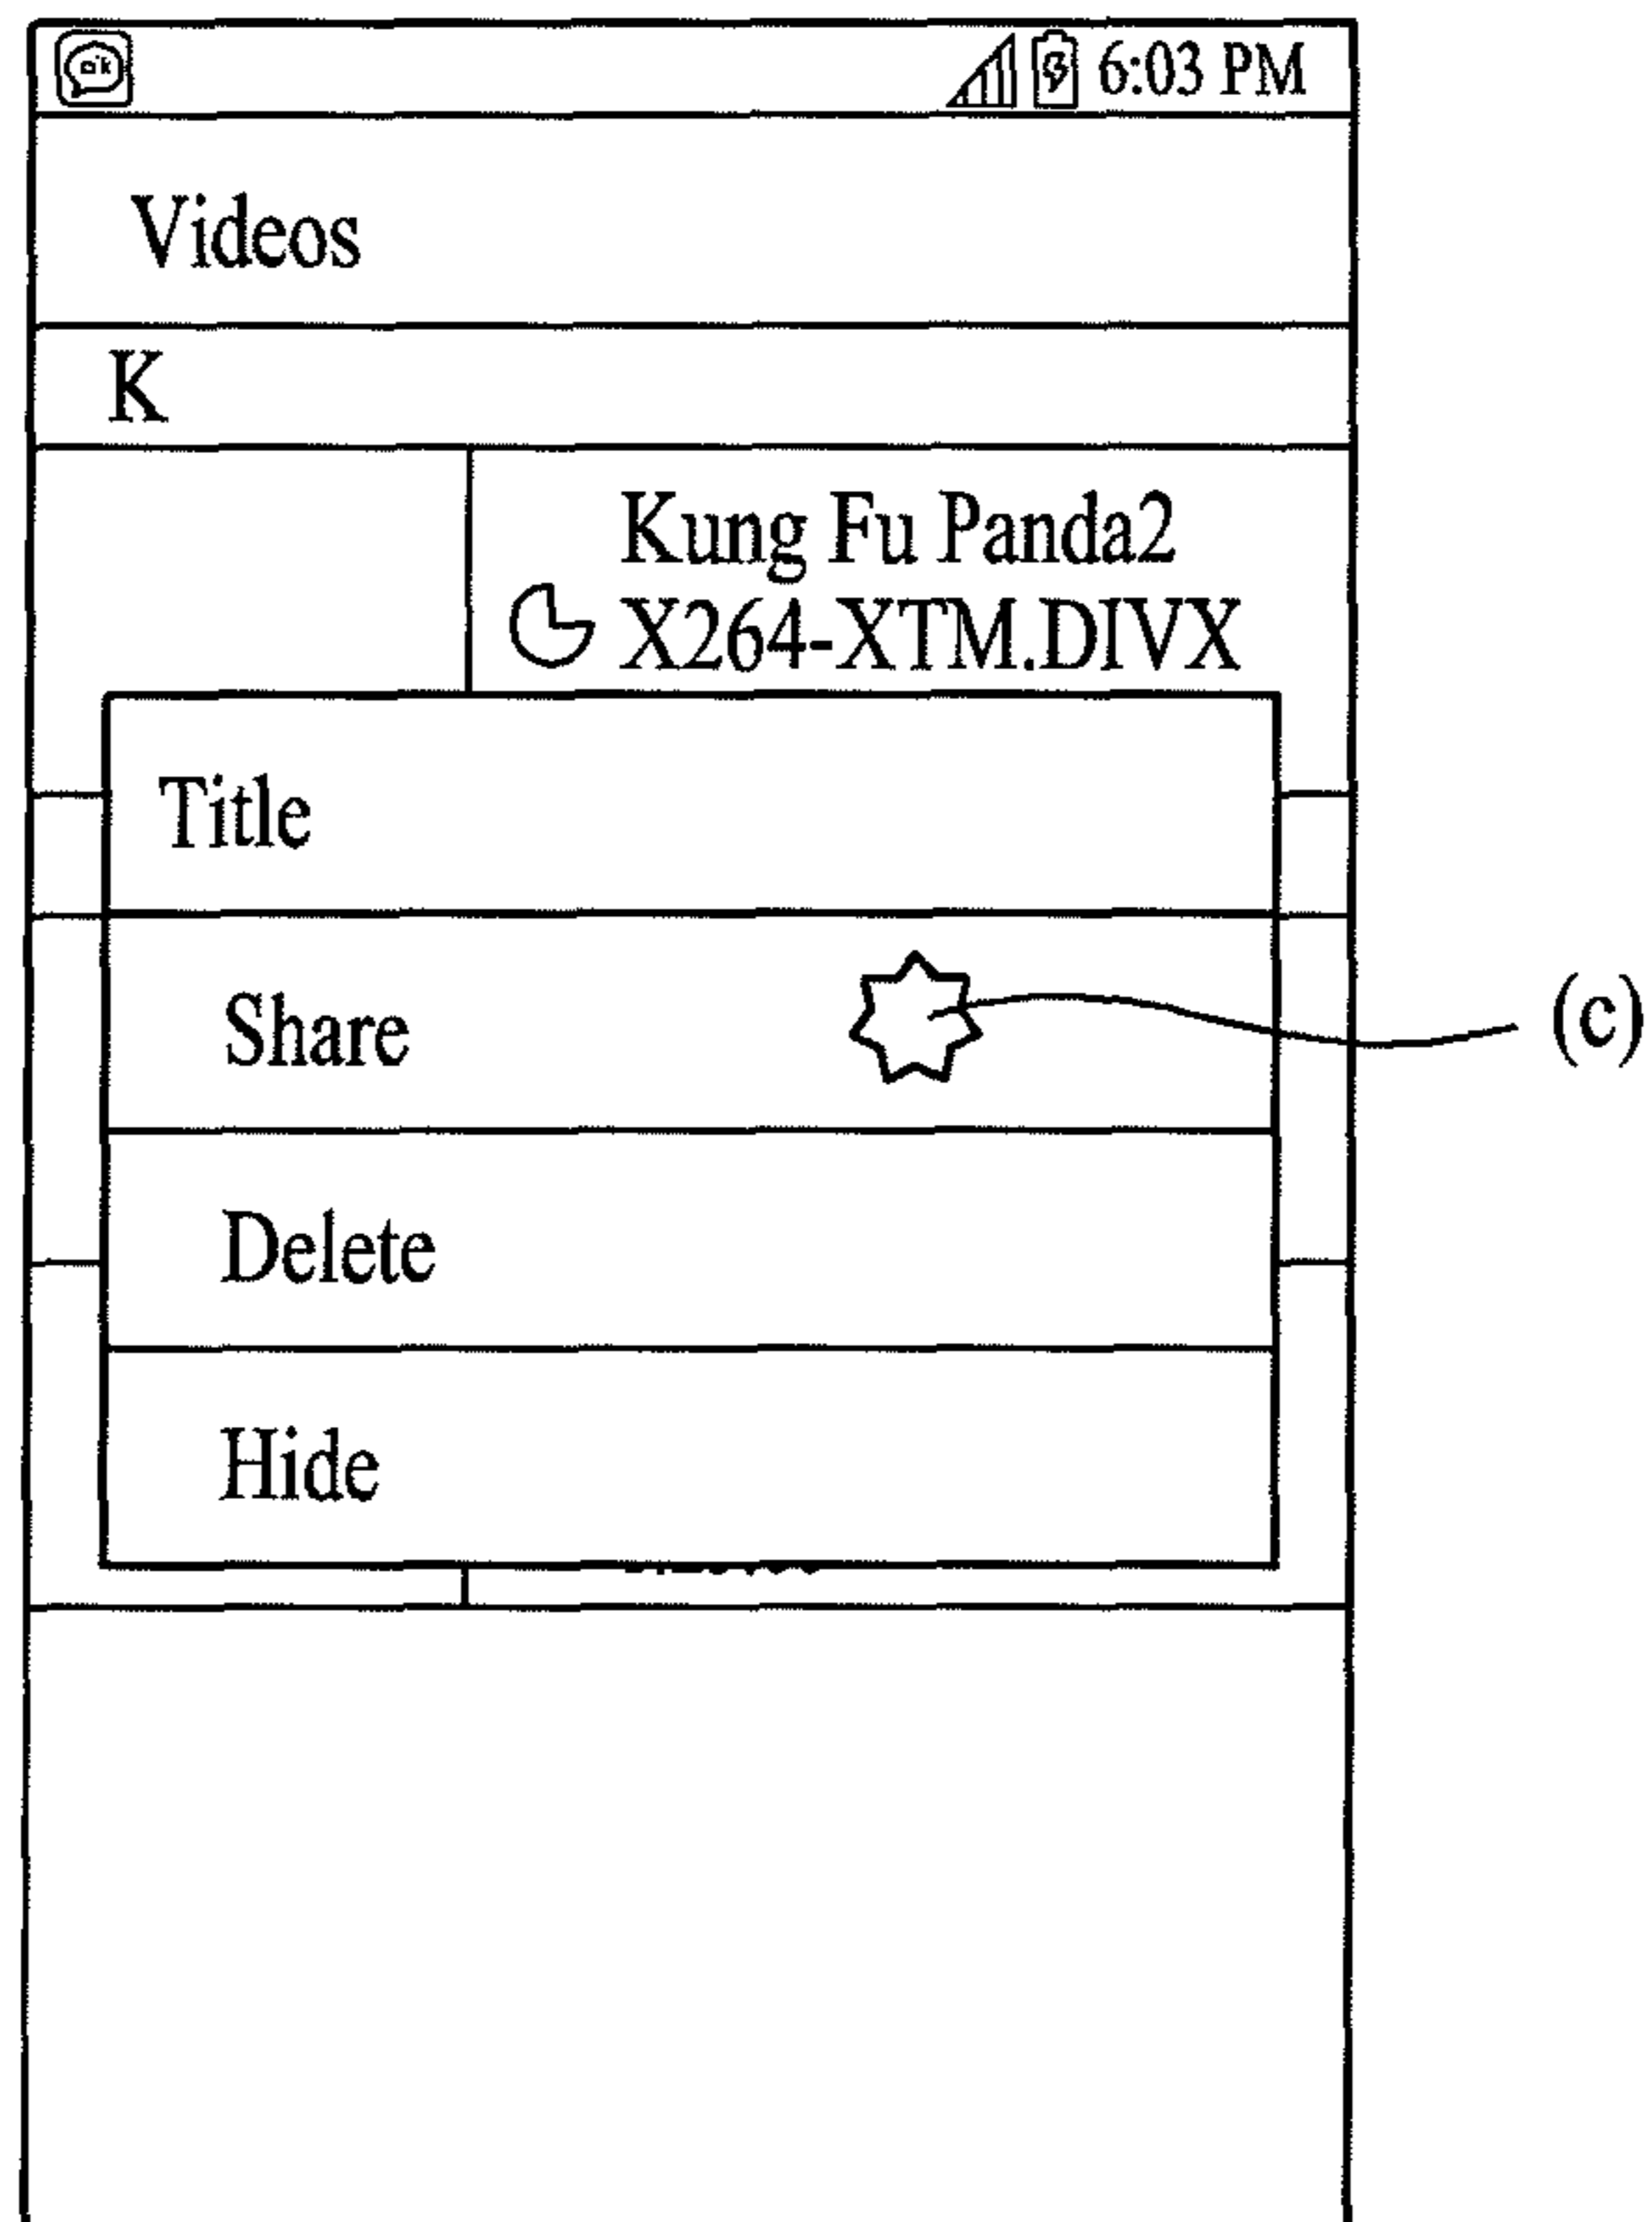 6:03 PM
Videos
K
Kung Fu Panda2
X264-XTM.DIVX
Title
Share
(c)
Delete
Hide